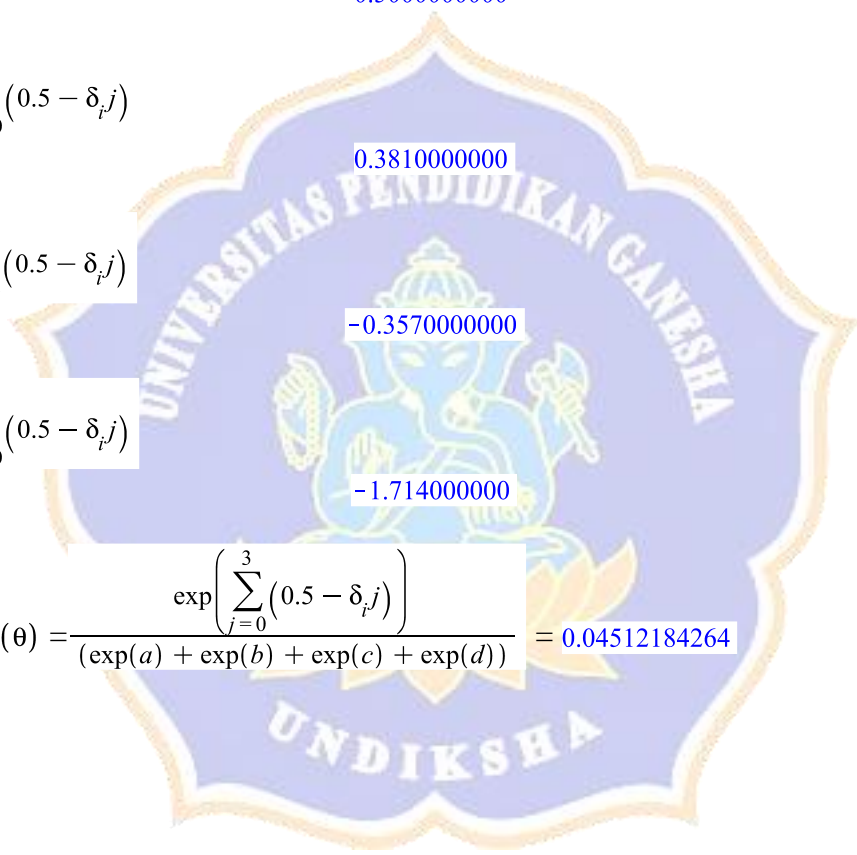 (0.5 − δ_i j)
0.3810000000
UNIVERSITAS PENDIDIKAN GANESHA
(0.5 − δ_i j)
−0.3570000000
(0.5 − δ_i j)
−1.714000000
(θ) = exp(∑_{j=0}^{3} (0.5 − δ_i j)) / (exp(a) + exp(b) + exp(c) + exp(d)) = 0.04512184264
UNDIKSHA